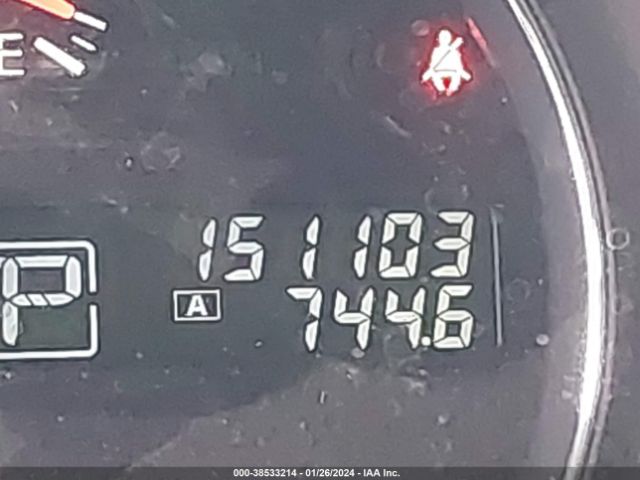 E
151103
P
A 744.6
000-38533214 - 01/26/2024 - IAA Inc.